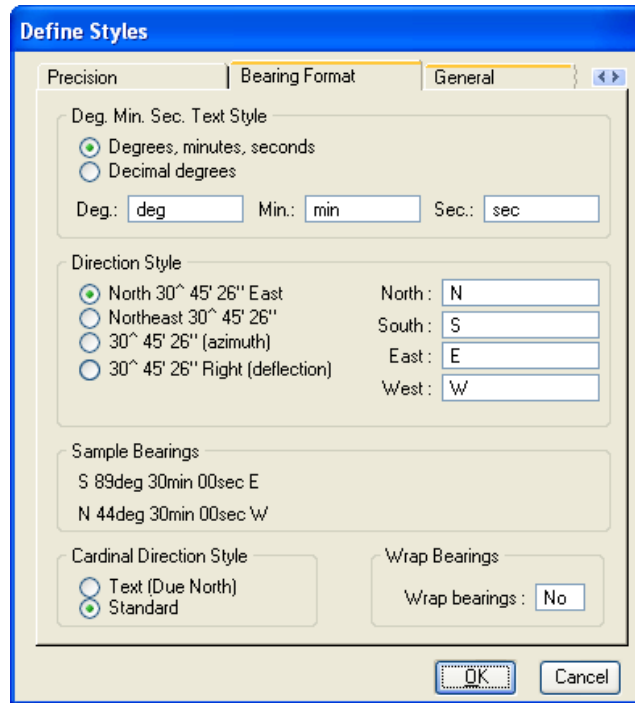 Define Styles
Precision Bearing Format General
Deg. Min. Sec. Text Style
Degrees, minutes, seconds
Decimal degrees
Deg.: deg Min.: min Sec.: sec
Direction Style
North 30^ 45' 26" East North : N
Northeast 30^ 45' 26" South : S
30^ 45' 26" (azimuth) East : E
30^ 45' 26" Right (deflection) West : W
Sample Bearings
S 89deg 30min 00sec E
N 44deg 30min 00sec W
Cardinal Direction Style Wrap Bearings
Text (Due North) Wrap bearings : No
Standard
OK Cancel